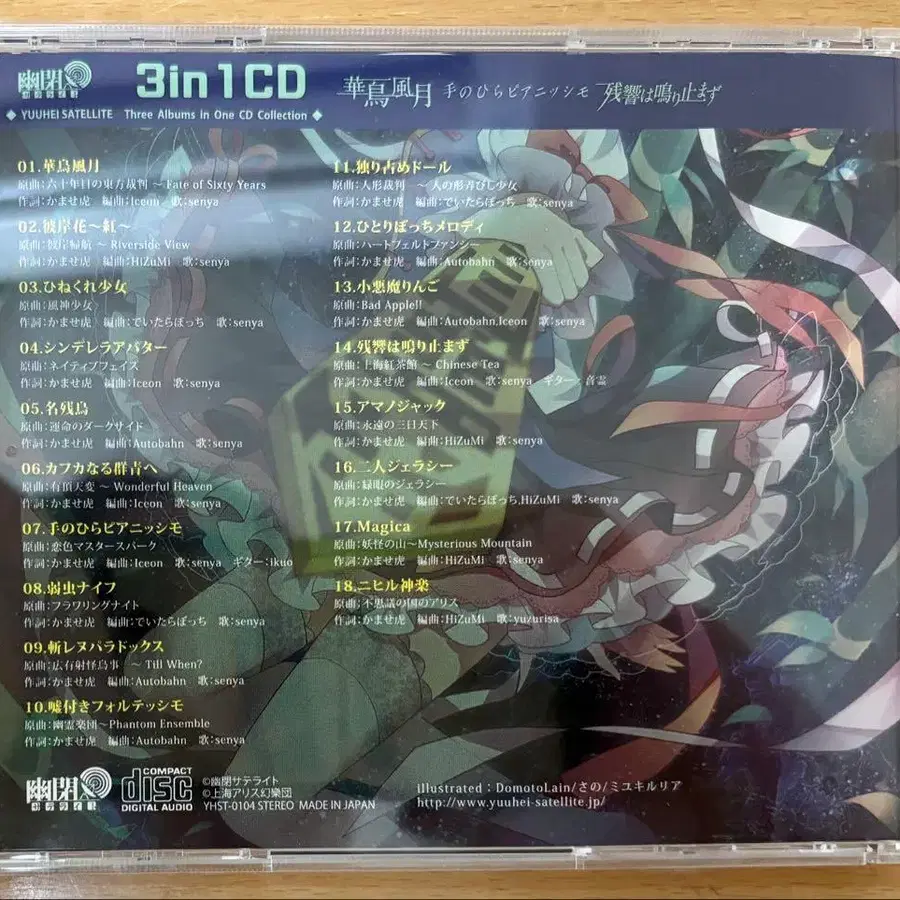 幽閉サテライト
3in1CD
華鳥風月 手のひらピアニッシモ 残響は鳴り止まず
◆ YUUHEI SATELLITE Three Albums in One CD Collection ◆
01.華鳥風月
原曲:六十年目の東方裁判 ~ Fate of Sixty Years
作詞:かませ虎 編曲:Iceon 歌:senya
02.彼岸花~紅~
原曲:彼岸帰航 ~ Riverside View
作詞:かませ虎 編曲:HiZuMi 歌:senya
03.ひねくれ少女
原曲:風神少女
作詞:かませ虎 編曲:でいたらぼっち 歌:senya
04.シンデレラアバター
原曲:ネイティブフェイス
作詞:かませ虎 編曲:Iceon 歌:senya
05.名残鳥
原曲:運命のダークサイド
作詞:かませ虎 編曲:Autobahn 歌:senya
06.カフカなる群青へ
原曲:有頂天変 ~ Wonderful Heaven
作詞:かませ虎 編曲:Iceon 歌:senya
07.手のひらピアニッシモ
原曲:恋色マスタースパーク
作詞:かませ虎 編曲:Iceon 歌:senya ギター:ikuo
08.弱虫ナイフ
原曲:フラワリングナイト
作詞:かませ虎 編曲:でいたらぼっち 歌:senya
09.斬レヌパラドックス
原曲:広有射怪鳥事 ~ Till When?
作詞:かませ虎 編曲:Autobahn 歌:senya
10.嘘付きフォルテッシモ
原曲:幽霊楽団~Phantom Ensemble
作詞:かませ虎 編曲:Autobahn 歌:senya
11.独り占めドール
原曲:人形裁判 ~ 人の形弄びし少女
作詞:かませ虎 編曲:でいたらぼっち 歌:senya
12.ひとりぼっちメロディ
原曲:ハートフェルトファンシー
作詞:かませ虎 編曲:Autobahn 歌:senya
13.小悪魔りんご
原曲:Bad Apple!!
作詞:かませ虎 編曲:Autobahn,Iceon 歌:senya
14.残響は鳴り止まず
原曲:上海紅茶館 ~ Chinese Tea
作詞:かませ虎 編曲:Iceon 歌:senya ギター:音霊
15.アマノジャック
原曲:永遠の三日天下
作詞:かませ虎 編曲:HiZuMi 歌:senya
16.二人ジェラシー
原曲:緑眼のジェラシー
作詞:かませ虎 編曲:でいたらぼっち,HiZuMi 歌:senya
17.Magica
原曲:妖怪の山~Mysterious Mountain
作詞:かませ虎 編曲:HiZuMi 歌:senya
18.ニヒル神楽
原曲:不思議の国のアリス
作詞:かませ虎 編曲:HiZuMi 歌:yuzurisa
幽閉サテライト
COMPACT
disc
DIGITAL AUDIO
©幽閉サテライト
©上海アリス幻樂団
YHST-0104 STEREO MADE IN JAPAN
illustrated:DomotoLain/さの/ミユキルリア
http://www.yuuhei-satellite.jp/